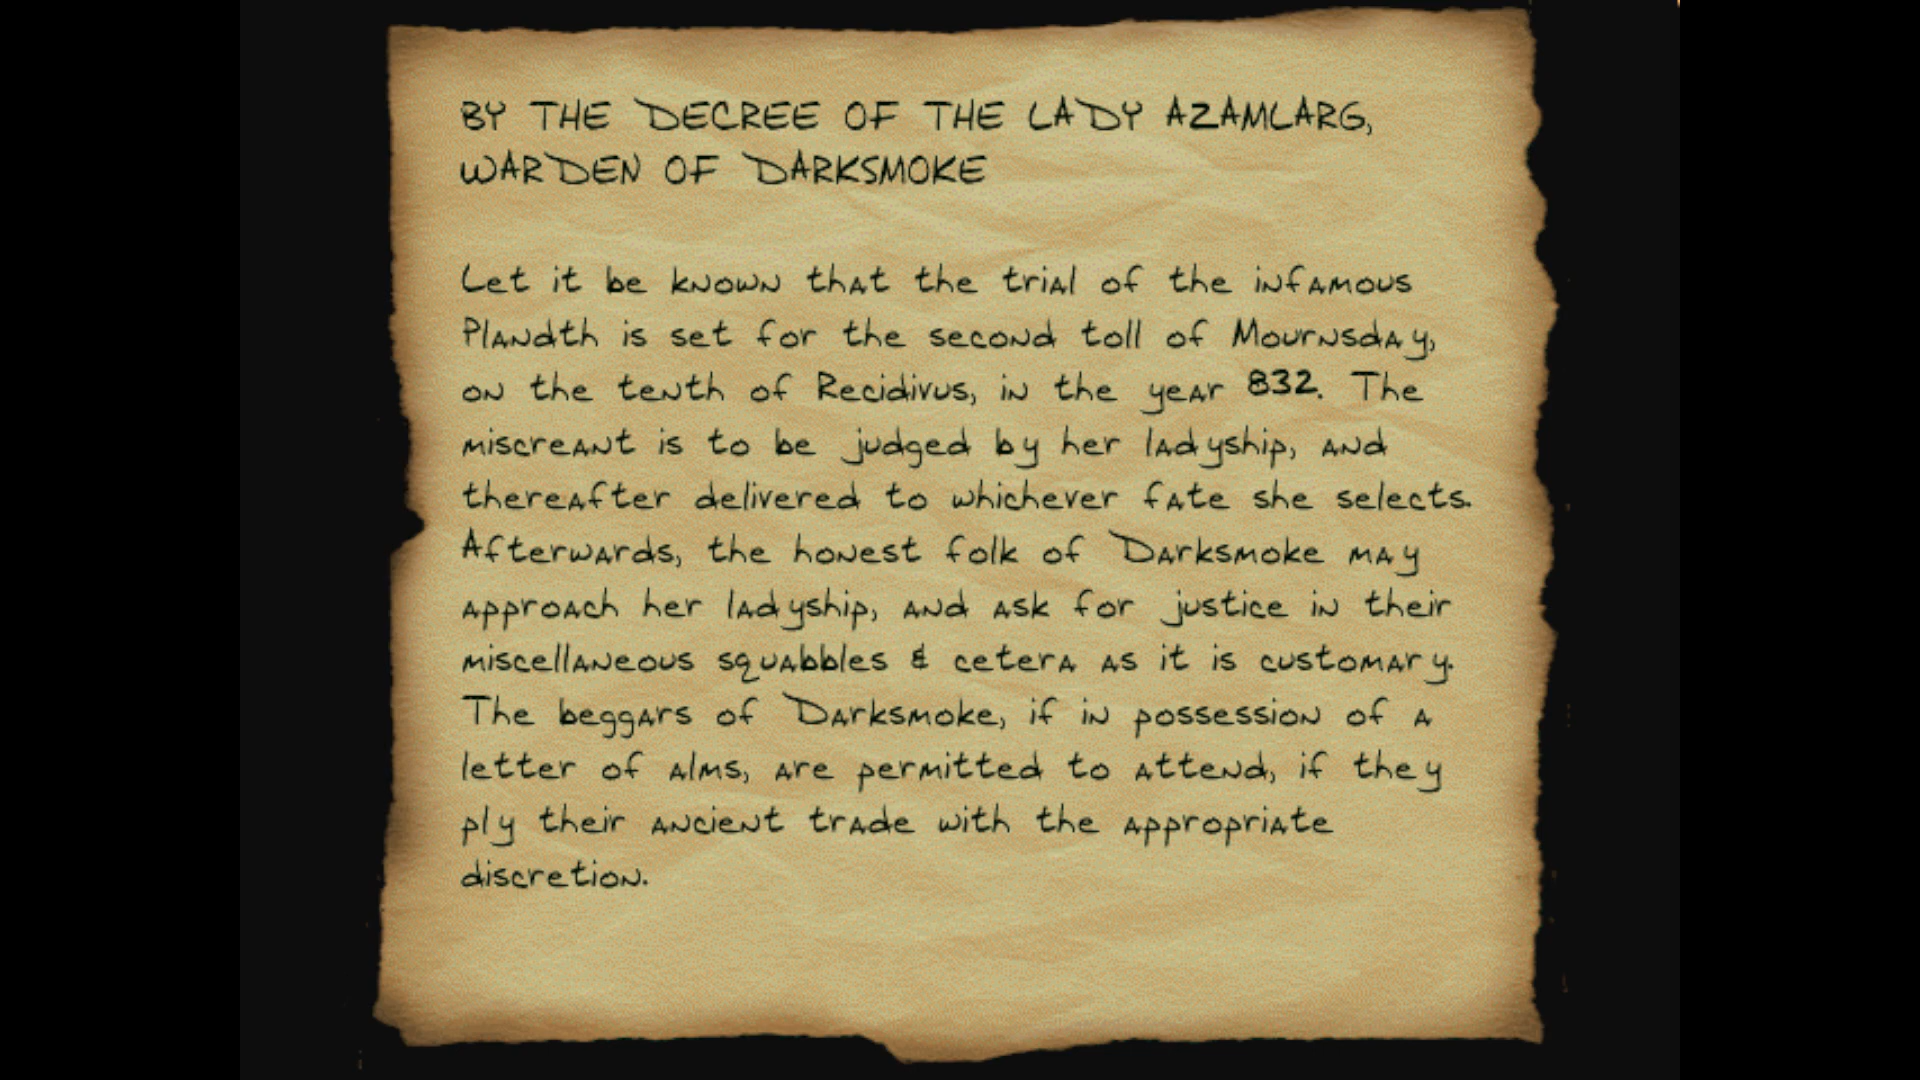 BY THE DECREE OF THE LADY AZAMLARG,
WARDEN OF DARKSMOKE
Let it be known that the trial of the infamous
Plandth is set for the second toll of Mournsday,
on the tenth of Recidivus, in the year 832. The
miscreant is to be judged by her ladyship, and
thereafter delivered to whichever fate she selects.
Afterwards, the honest folk of Darksmoke may
approach her ladyship, and ask for justice in their
miscellaneous squabbles & cetera as it is customary.
The beggars of Darksmoke, if in possession of a
letter of alms, are permitted to attend, if they
ply their ancient trade with the appropriate
discretion.